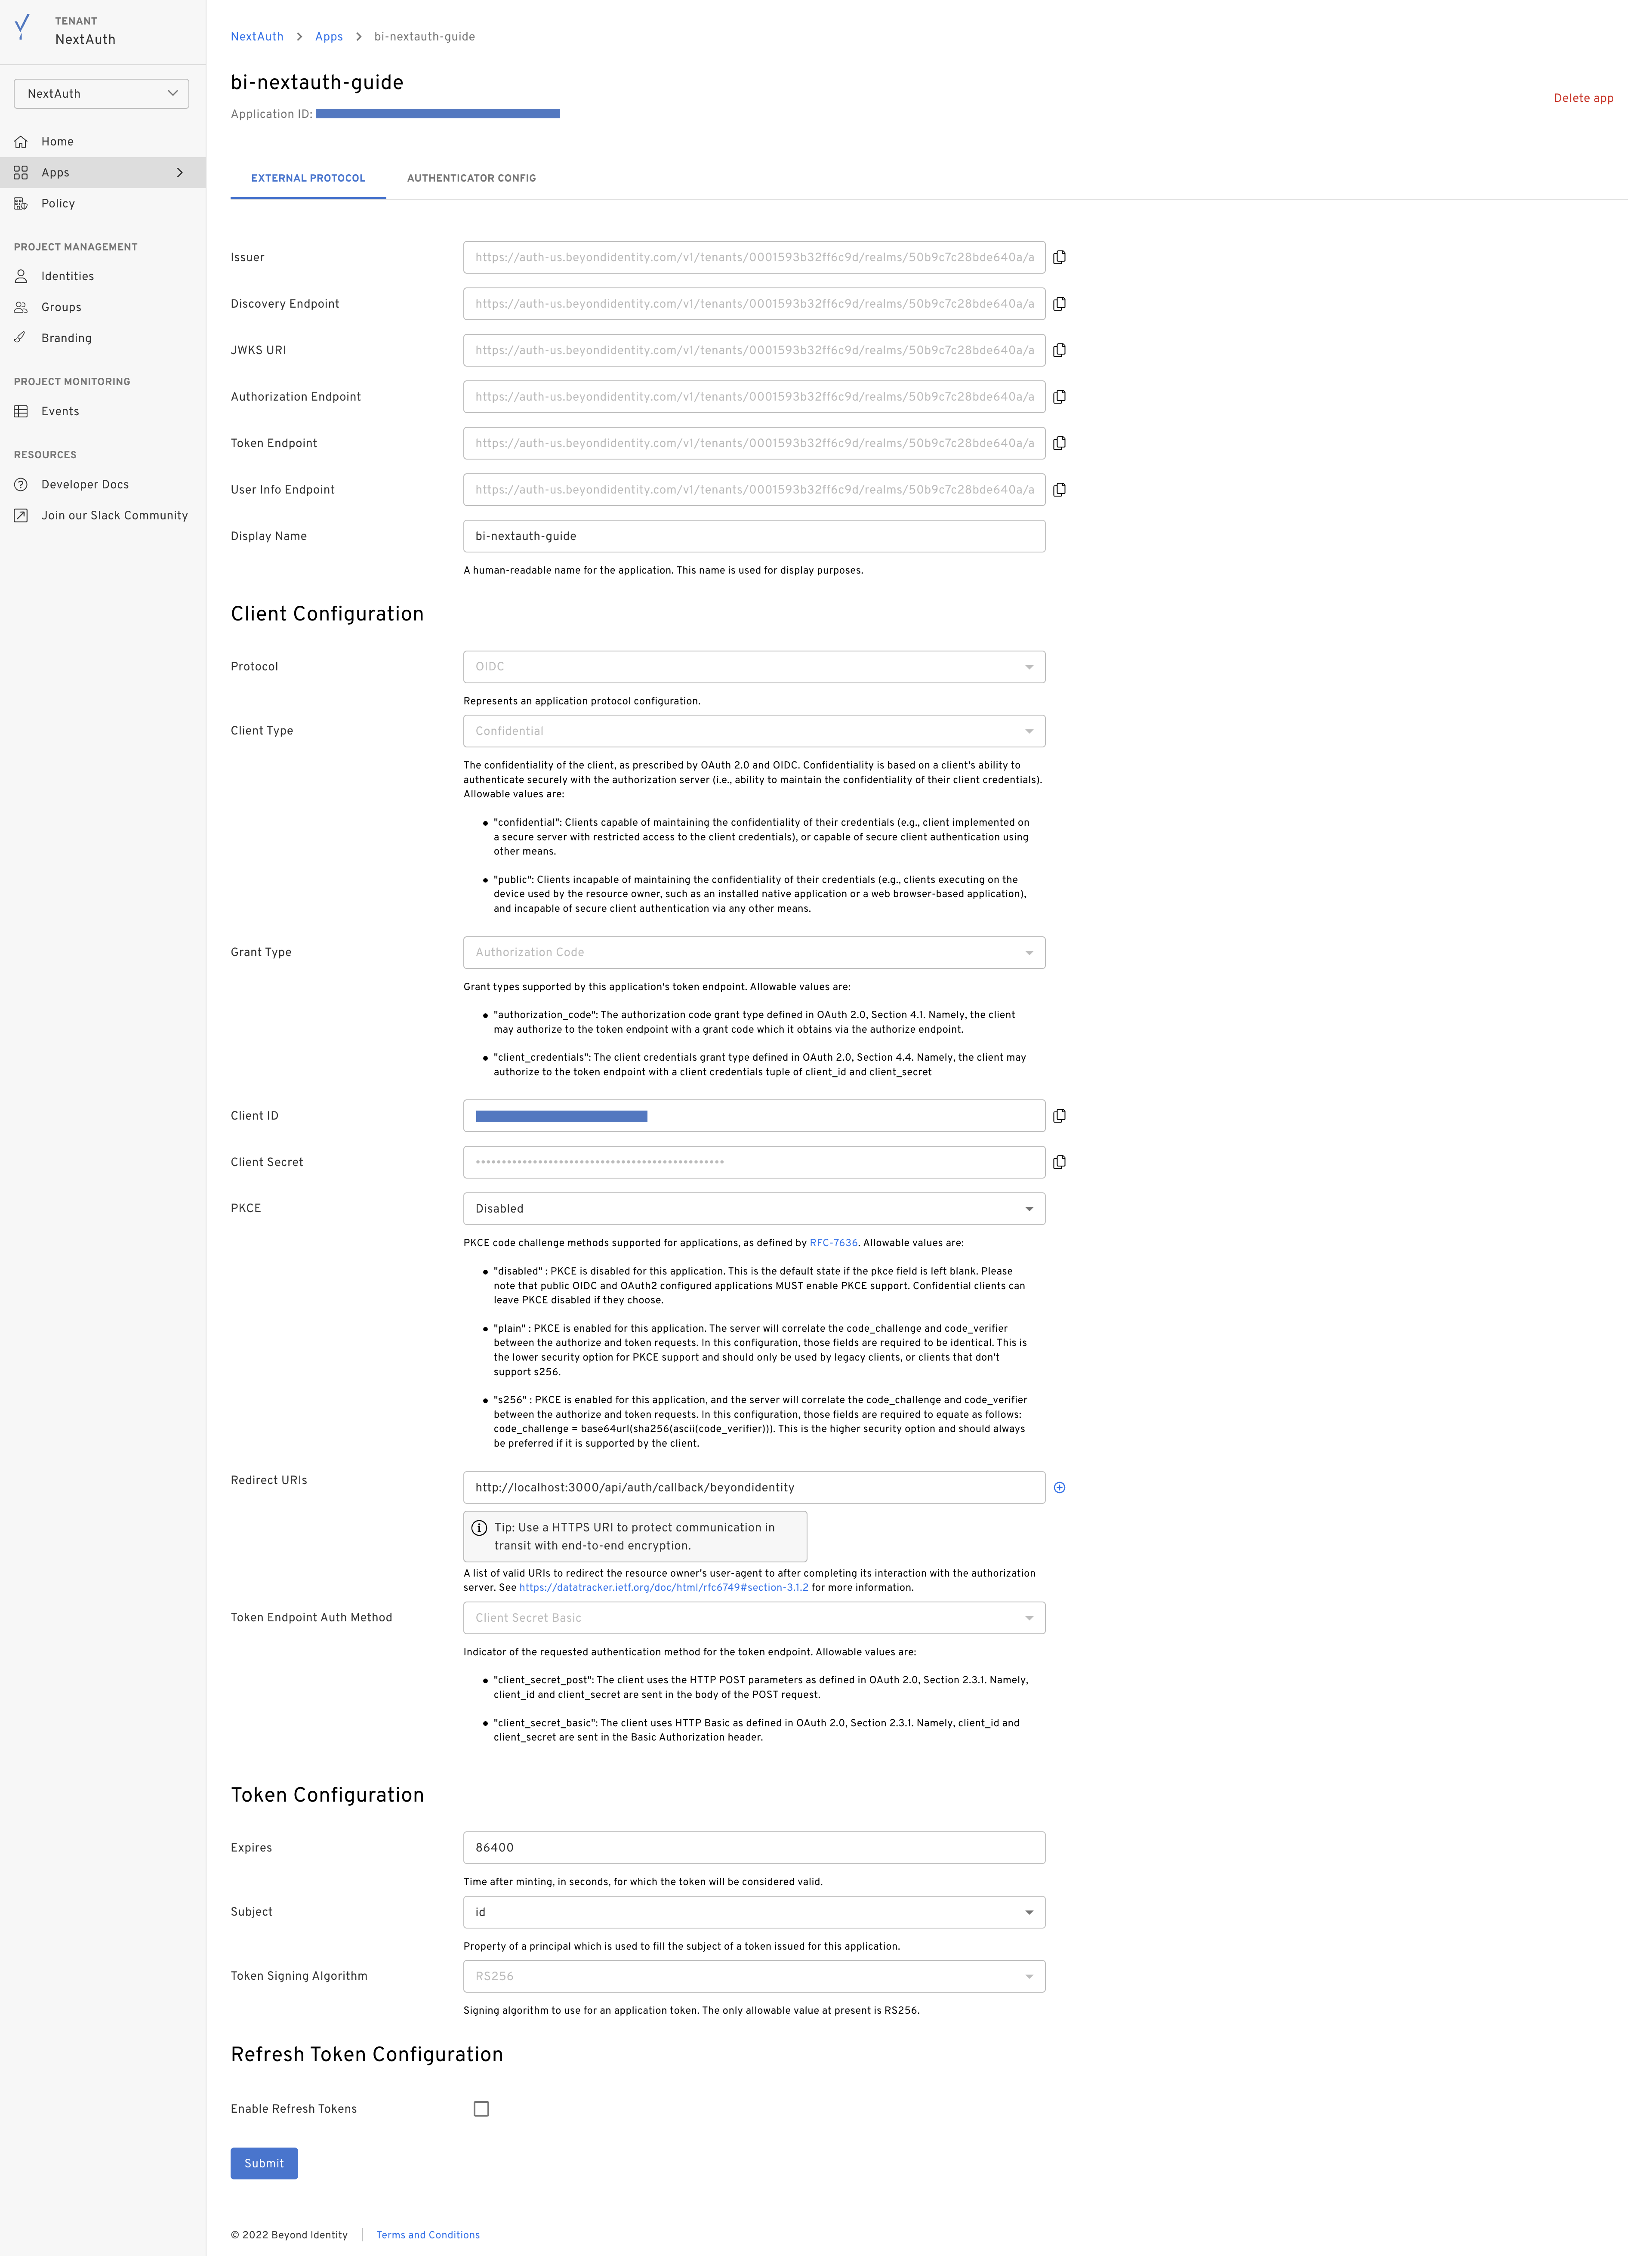 TENANT
NextAuth
NextAuth
Home
Apps
Policy
PROJECT MANAGEMENT
Identities
Groups
Branding
PROJECT MONITORING
Events
RESOURCES
Developer Docs
Join our Slack Community
NextAuth > Apps > bi-nextauth-guide
bi-nextauth-guide
Application ID:
Delete app
EXTERNAL PROTOCOL
AUTHENTICATOR CONFIG
Issuer
https://auth-us.beyondidentity.com/v1/tenants/0001593b32ff6c9d/realms/50b9c7c28bde640a/a
Discovery Endpoint
https://auth-us.beyondidentity.com/v1/tenants/0001593b32ff6c9d/realms/50b9c7c28bde640a/a
JWKS URI
https://auth-us.beyondidentity.com/v1/tenants/0001593b32ff6c9d/realms/50b9c7c28bde640a/a
Authorization Endpoint
https://auth-us.beyondidentity.com/v1/tenants/0001593b32ff6c9d/realms/50b9c7c28bde640a/a
Token Endpoint
https://auth-us.beyondidentity.com/v1/tenants/0001593b32ff6c9d/realms/50b9c7c28bde640a/a
User Info Endpoint
https://auth-us.beyondidentity.com/v1/tenants/0001593b32ff6c9d/realms/50b9c7c28bde640a/a
Display Name
bi-nextauth-guide
A human-readable name for the application. This name is used for display purposes.
Client Configuration
Protocol
OIDC
Represents an application protocol configuration.
Client Type
Confidential
The confidentiality of the client, as prescribed by OAuth 2.0 and OIDC. Confidentiality is based on a client's ability to
authenticate securely with the authorization server (i.e., ability to maintain the confidentiality of their client credentials).
Allowable values are:
• "confidential": Clients capable of maintaining the confidentiality of their credentials (e.g., client implemented on
a secure server with restricted access to the client credentials), or capable of secure client authentication using
other means.
• "public": Clients incapable of maintaining the confidentiality of their credentials (e.g., clients executing on the
device used by the resource owner, such as an installed native application or a web browser-based application),
and incapable of secure client authentication via any other means.
Grant Type
Authorization Code
Grant types supported by this application's token endpoint. Allowable values are:
• "authorization_code": The authorization code grant type defined in OAuth 2.0, Section 4.1. Namely, the client
may authorize to the token endpoint with a grant code which it obtains via the authorize endpoint.
• "client_credentials": The client credentials grant type defined in OAuth 2.0, Section 4.4. Namely, the client may
authorize to the token endpoint with a client credentials tuple of client_id and client_secret
Client ID
Client Secret
PKCE
Disabled
PKCE code challenge methods supported for applications, as defined by RFC-7636. Allowable values are:
• "disabled" : PKCE is disabled for this application. This is the default state if the pkce field is left blank. Please
note that public OIDC and OAuth2 configured applications MUST enable PKCE support. Confidential clients can
leave PKCE disabled if they choose.
• "plain" : PKCE is enabled for this application. The server will correlate the code_challenge and code_verifier
between the authorize and token requests. In this configuration, those fields are required to be identical. This is
the lower security option for PKCE support and should only be used by legacy clients, or clients that don't
support s256.
• "s256" : PKCE is enabled for this application, and the server will correlate the code_challenge and code_verifier
between the authorize and token requests. In this configuration, those fields are required to equate as follows:
code_challenge = base64url(sha256(ascii(code_verifier))). This is the higher security option and should always
be preferred if it is supported by the client.
Redirect URIs
http://localhost:3000/api/auth/callback/beyondidentity
Tip: Use a HTTPS URI to protect communication in
transit with end-to-end encryption.
A list of valid URIs to redirect the resource owner's user-agent to after completing its interaction with the authorization
server. See https://datatracker.ietf.org/doc/html/rfc6749#section-3.1.2 for more information.
Token Endpoint Auth Method
Client Secret Basic
Indicator of the requested authentication method for the token endpoint. Allowable values are:
• "client_secret_post": The client uses the HTTP POST parameters as defined in OAuth 2.0, Section 2.3.1. Namely,
client_id and client_secret are sent in the body of the POST request.
• "client_secret_basic": The client uses HTTP Basic as defined in OAuth 2.0, Section 2.3.1. Namely, client_id and
client_secret are sent in the Basic Authorization header.
Token Configuration
Expires
86400
Time after minting, in seconds, for which the token will be considered valid.
Subject
id
Property of a principal which is used to fill the subject of a token issued for this application.
Token Signing Algorithm
RS256
Signing algorithm to use for an application token. The only allowable value at present is RS256.
Refresh Token Configuration
Enable Refresh Tokens
Submit
© 2022 Beyond Identity
Terms and Conditions